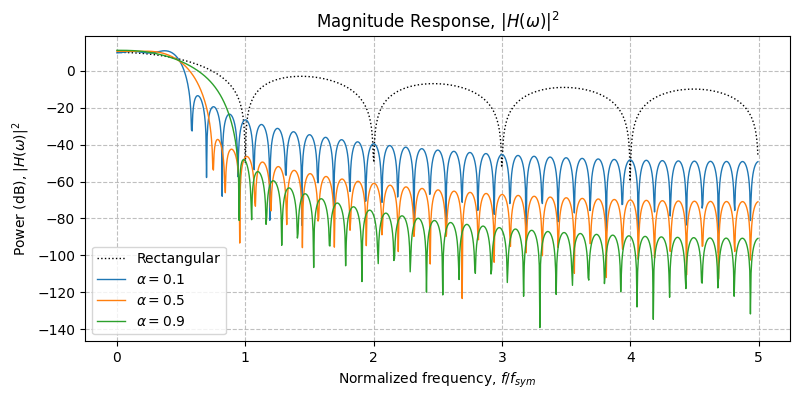 Magnitude Response, |H(ω)|²
Power (dB), |H(ω)|²
0
−20
−40
−60
−80
−100
−120
−140
Rectangular
α = 0.1
α = 0.5
α = 0.9
0 1 2 3 4 5
Normalized frequency, f/f_sym